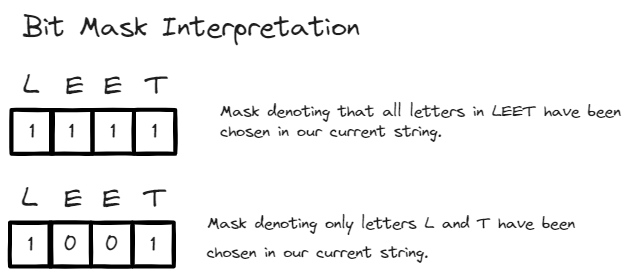 Bit Mask Interpretation
L E E T
1 1 1 1
Mask denoting that all letters in LEET have been
chosen in our current string.
L E E T
1 0 0 1
Mask denoting only letters L and T have been
chosen in our current string.